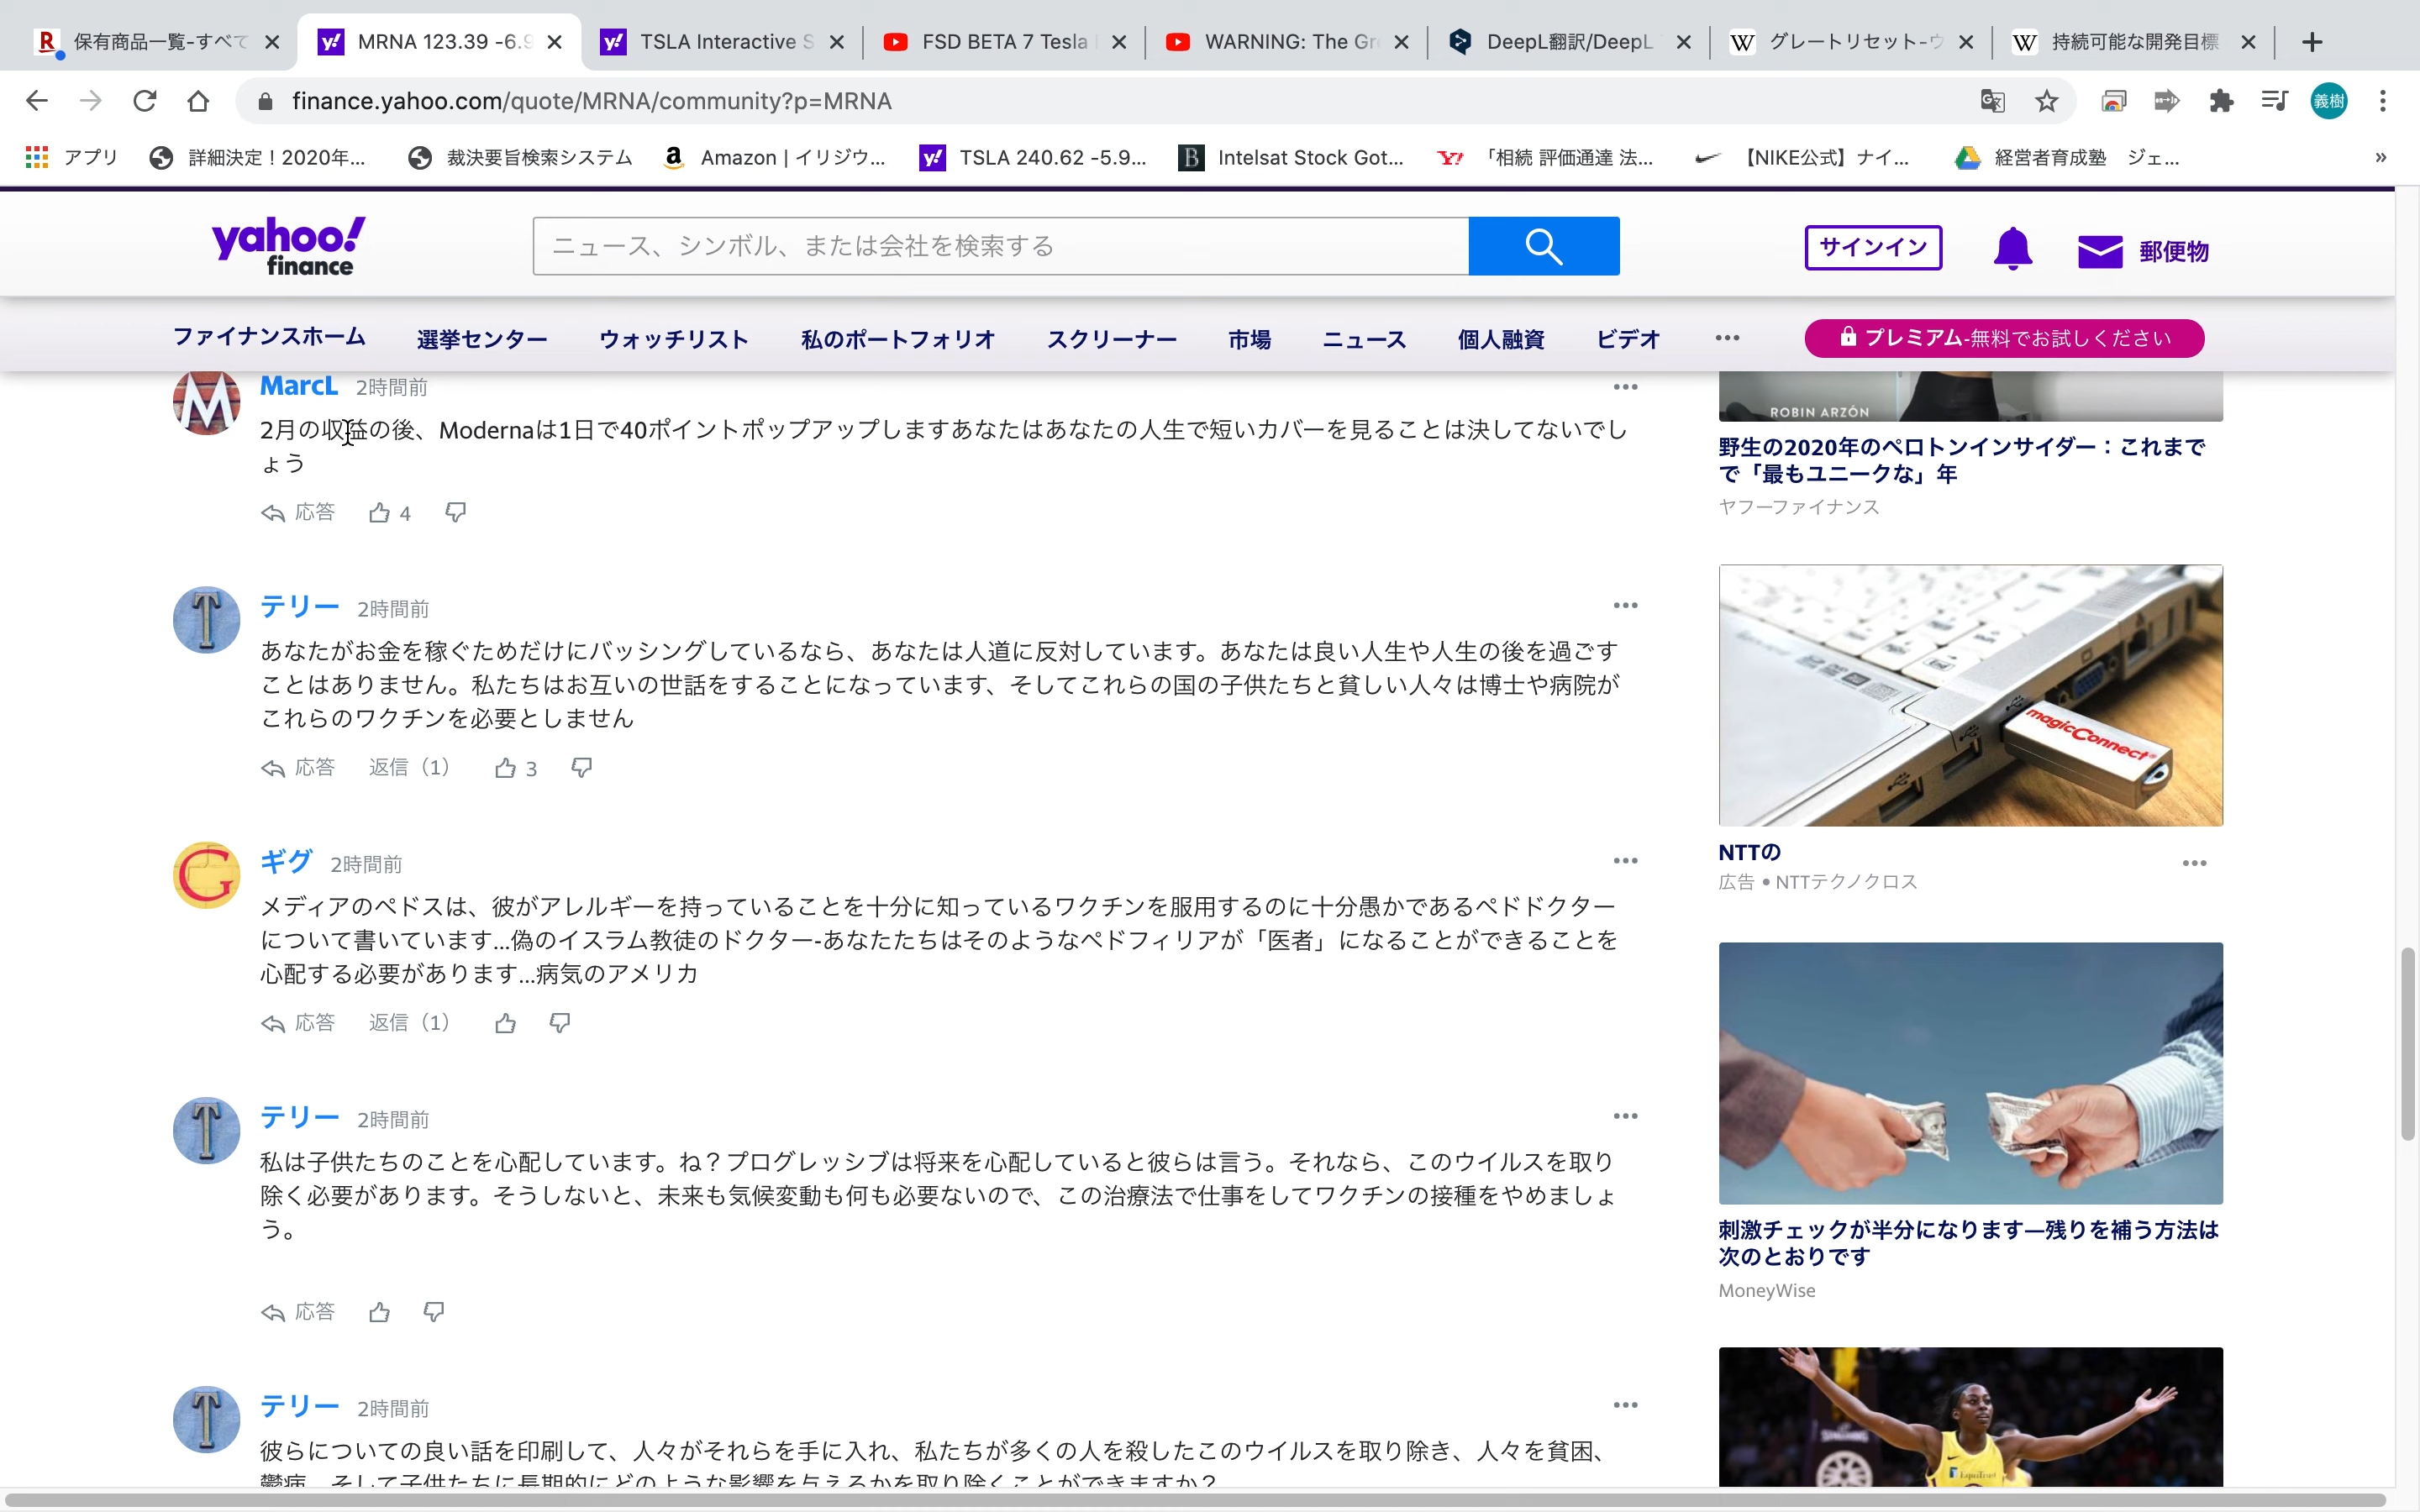 保有商品一覧-すべて
MRNA 123.39 -6.9
TSLA Interactive S
FSD BETA 7 Tesla
WARNING: The Gr
DeepL翻訳/DeepL
グレートリセット-ウ
持続可能な開発目標
finance.yahoo.com/quote/MRNA/community?p=MRNA
義樹
アプリ
詳細決定！2020年...
裁決要旨検索システム
Amazon | イリジウ...
TSLA 240.62 -5.9...
Intelsat Stock Got...
「相続 評価通達 法...
【NIKE公式】ナイ...
経営者育成塾 ジェ...
»
yahoo!
finance
ニュース、シンボル、または会社を検索する
サインイン
郵便物
ファイナンスホーム
選挙センター
ウォッチリスト
私のポートフォリオ
スクリーナー
市場
ニュース
個人融資
ビデオ
プレミアム-無料でお試しください
MarcL 2時間前
2月の収益の後、Modernaは1日で40ポイントポップアップしますあなたはあなたの人生で短いカバーを見ることは決してないでし
ょう
応答 4
テリー 2時間前
あなたがお金を稼ぐためだけにバッシングしているなら、あなたは人道に反対しています。あなたは良い人生や人生の後を過ごす
ことはありません。私たちはお互いの世話をすることになっています、そしてこれらの国の子供たちと貧しい人々は博士や病院が
これらのワクチンを必要としません
応答 返信（1） 3
ギグ 2時間前
メディアのペドスは、彼がアレルギーを持っていることを十分に知っているワクチンを服用するのに十分愚かであるペドドクター
について書いています...偽のイスラム教徒のドクター-あなたたちはそのようなペドフィリアが「医者」になることができることを
心配する必要があります...病気のアメリカ
応答 返信（1）
テリー 2時間前
私は子供たちのことを心配しています。ね？プログレッシブは将来を心配していると彼らは言う。それなら、このウイルスを取り
除く必要があります。そうしないと、未来も気候変動も何も必要ないので、この治療法で仕事をしてワクチンの接種をやめましょ
う。
応答
テリー 2時間前
彼らについての良い話を印刷して、人々がそれらを手に入れ、私たちが多くの人を殺したこのウイルスを取り除き、人々を貧困、
鬱病、そして子供たちに長期的にどのような影響を与えるかを取り除くことができますか？
ROBIN ARZÓN
野生の2020年のペロトンインサイダー：これまで
で「最もユニークな」年
ヤフーファイナンス
magicConnect
NTTの
広告 • NTTテクノクロス
刺激チェックが半分になります—残りを補う方法は
次のとおりです
MoneyWise